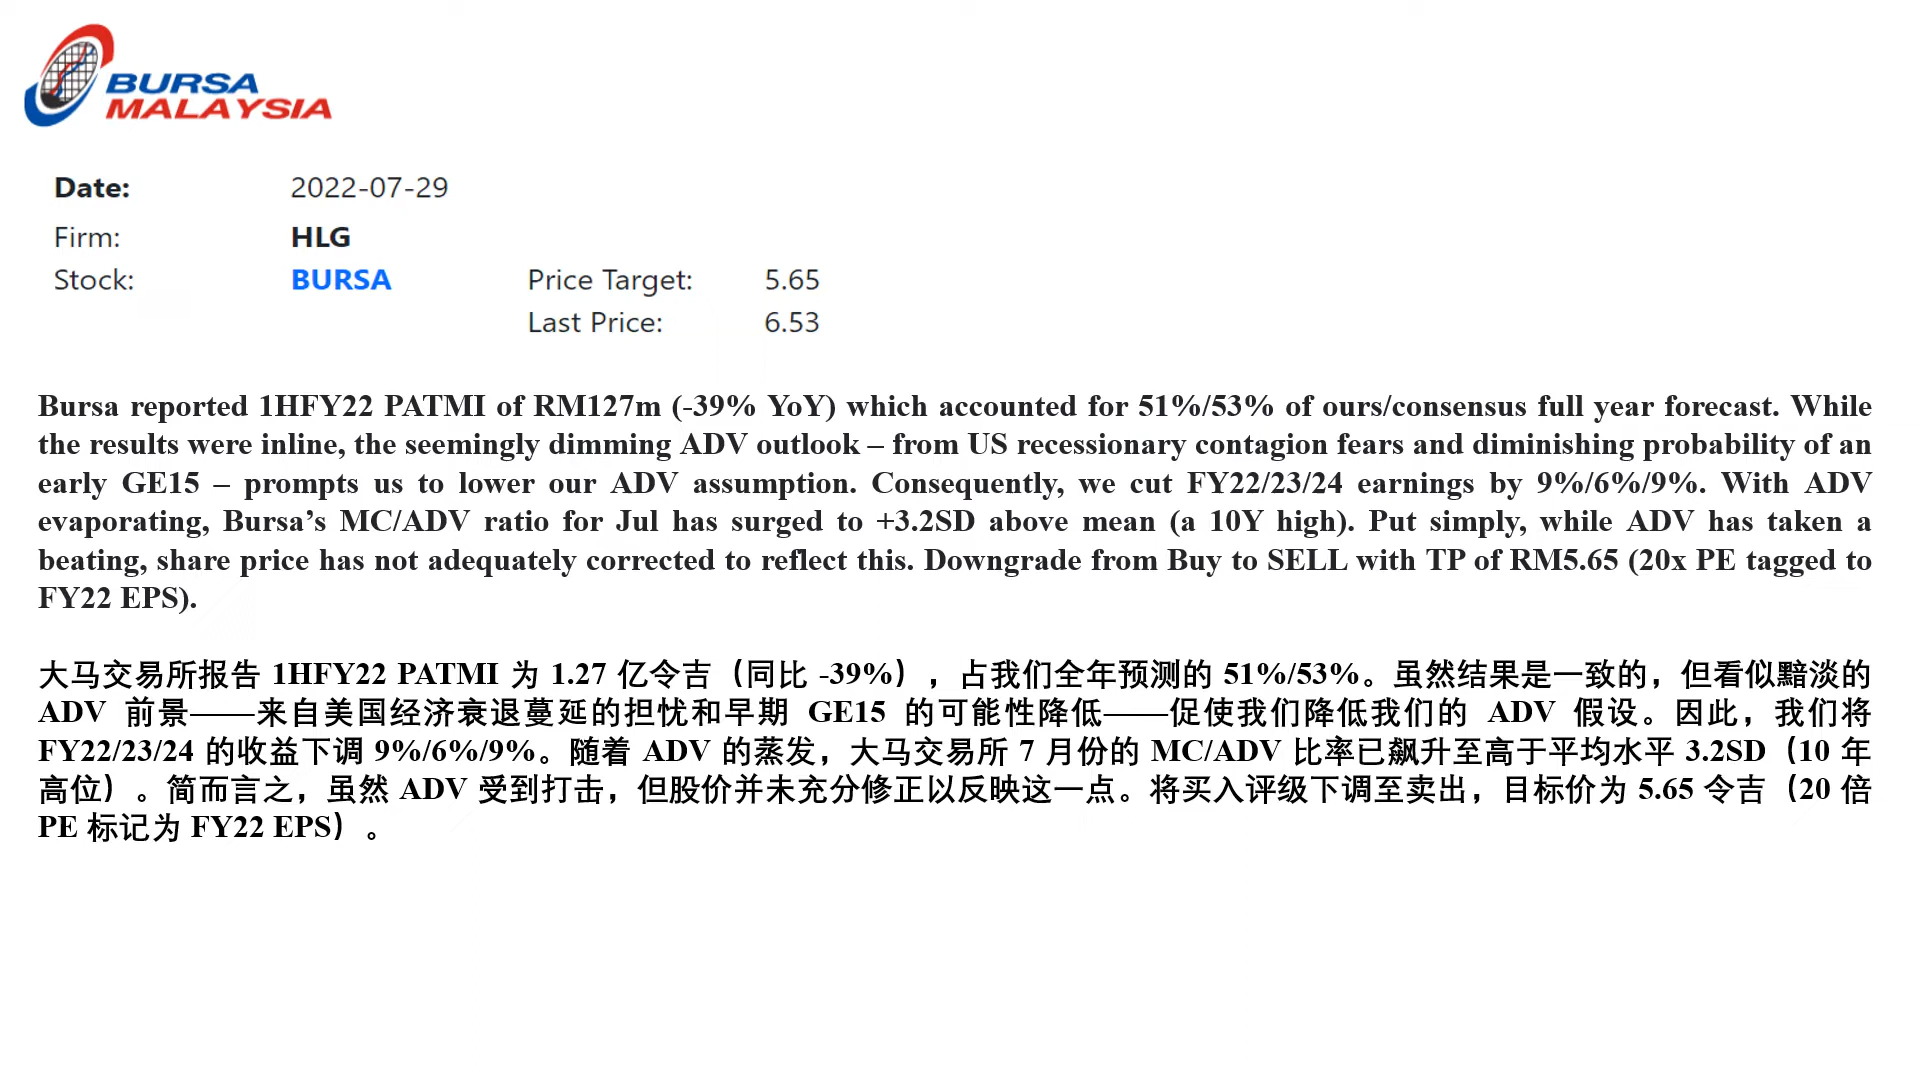 BURSA
MALAYSIA
Date: 2022-07-29
Firm: HLG
Stock: BURSA Price Target: 5.65
Last Price: 6.53
Bursa reported 1HFY22 PATMI of RM127m (-39% YoY) which accounted for 51%/53% of ours/consensus full year forecast. While
the results were inline, the seemingly dimming ADV outlook – from US recessionary contagion fears and diminishing probability of an
early GE15 – prompts us to lower our ADV assumption. Consequently, we cut FY22/23/24 earnings by 9%/6%/9%. With ADV
evaporating, Bursa’s MC/ADV ratio for Jul has surged to +3.2SD above mean (a 10Y high). Put simply, while ADV has taken a
beating, share price has not adequately corrected to reflect this. Downgrade from Buy to SELL with TP of RM5.65 (20x PE tagged to
FY22 EPS).
大马交易所报告 1HFY22 PATMI 为 1.27 亿令吉（同比 -39%），占我们全年预测的 51%/53%。虽然结果是一致的，但看似黯淡的
ADV 前景——来自美国经济衰退蔓延的担忧和早期 GE15 的可能性降低——促使我们降低我们的 ADV 假设。因此，我们将
FY22/23/24 的收益下调 9%/6%/9%。随着 ADV 的蒸发，大马交易所 7 月份的 MC/ADV 比率已飙升至高于平均水平 3.2SD（10 年
高位）。简而言之，虽然 ADV 受到打击，但股价并未充分修正以反映这一点。将买入评级下调至卖出，目标价为 5.65 令吉（20 倍
PE 标记为 FY22 EPS）。